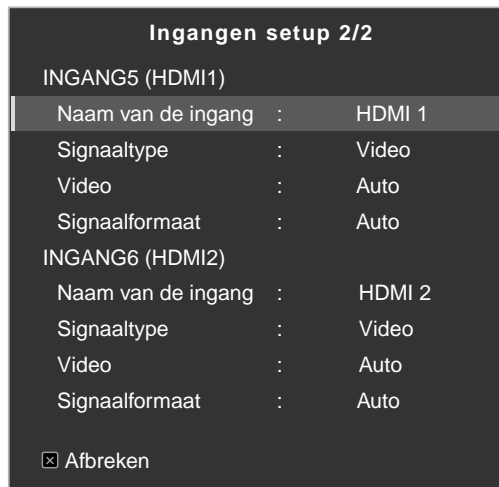 Ingangen setup 2/2
INGANG5 (HDMI1)
Naam van de ingang : HDMI 1
Signaaltype : Video
Video : Auto
Signaalformaat : Auto
INGANG6 (HDMI2)
Naam van de ingang : HDMI 2
Signaaltype : Video
Video : Auto
Signaalformaat : Auto
Afbreken